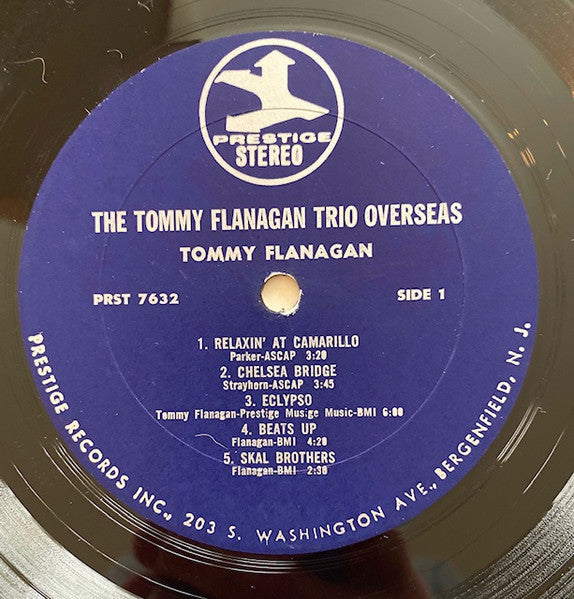 PRESTIGE
STEREO
THE TOMMY FLANAGAN TRIO OVERSEAS
TOMMY FLANAGAN
PRST 7632
SIDE 1
1. RELAXIN' AT CAMARILLO
Parker-ASCAP 3:20
2. CHELSEA BRIDGE
Strayhorn-ASCAP 3:45
3. ECLYPSO
Tommy Flanagan-Prestige Musige Music-BMI 6:00
4. BEATS UP
Flanagan-BMI 4:20
5. SKAL BROTHERS
Flanagan-BMI 2:30
PRESTIGE RECORDS INC., 203 S. WASHINGTON AVE., BERGENFIELD, N. J.